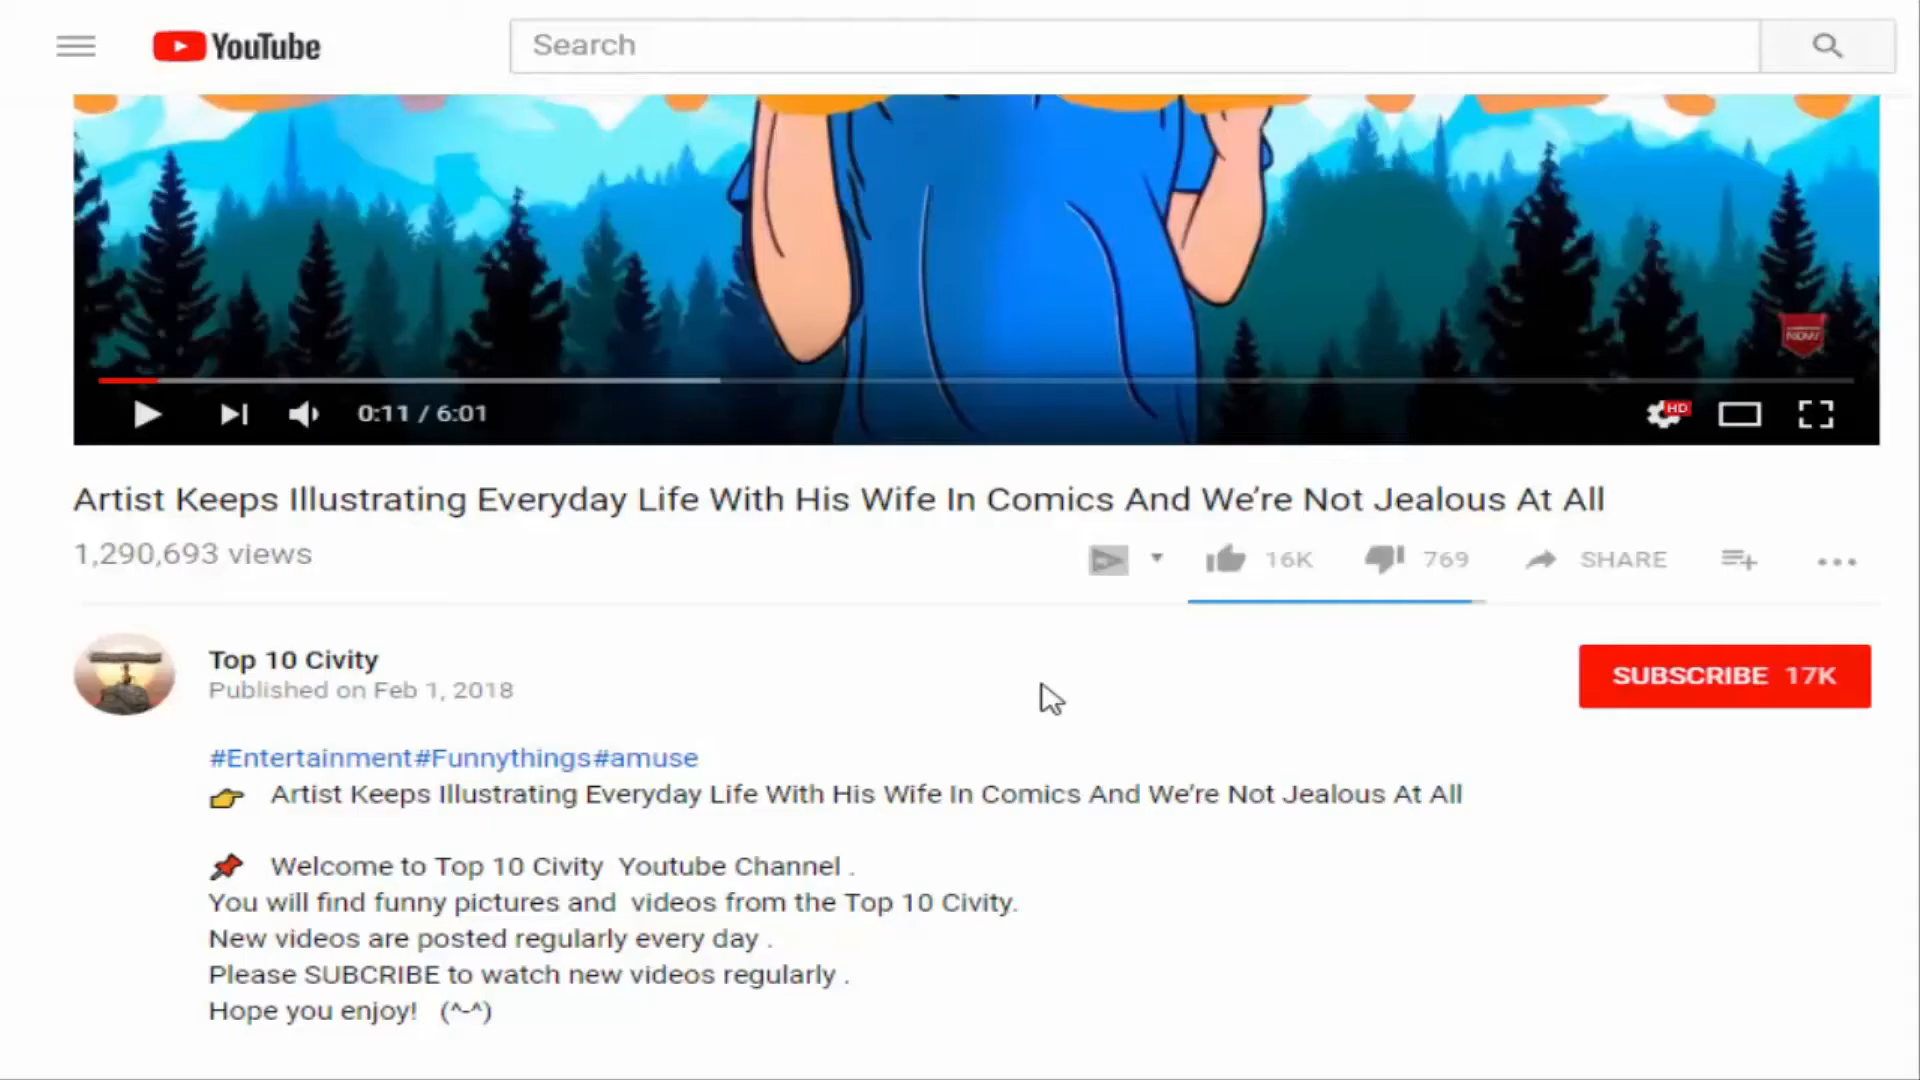 YouTube
Search
NOW
0:11 / 6:01
HD
Artist Keeps Illustrating Everyday Life With His Wife In Comics And We're Not Jealous At All
1,290,693 views
16K 769 SHARE
Top 10 Civity
Published on Feb 1, 2018
SUBSCRIBE 17K
#Entertainment#Funnythings#amuse
👉 Artist Keeps Illustrating Everyday Life With His Wife In Comics And We're Not Jealous At All
📌 Welcome to Top 10 Civity Youtube Channel .
You will find funny pictures and videos from the Top 10 Civity.
New videos are posted regularly every day .
Please SUBCRIBE to watch new videos regularly .
Hope you enjoy! (^-^)